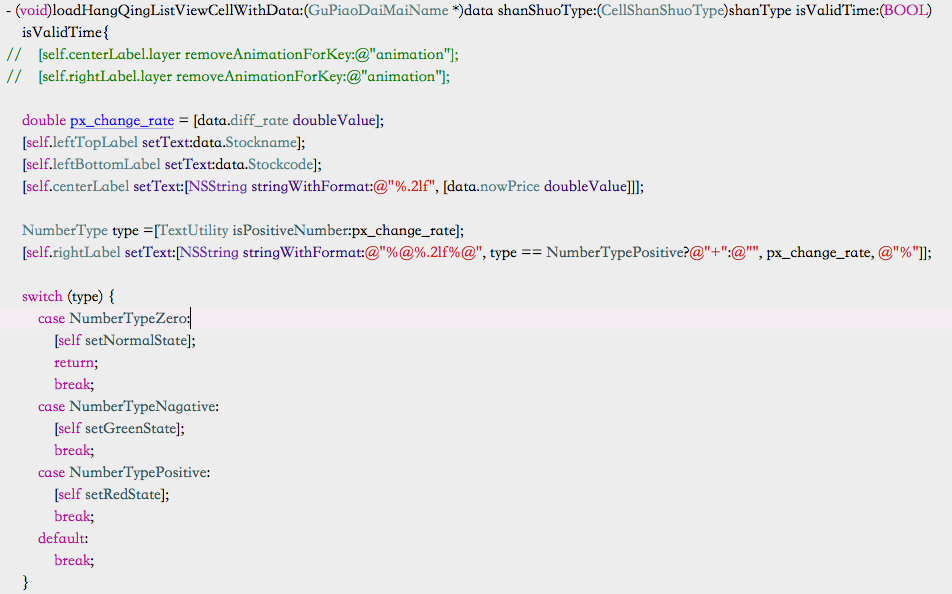 - (void)loadHangQingListViewCellWithData:(GuPiaoDaiMaiName *)data shanShuoType:(CellShanShuoType)shanType isValidTime:(BOOL)
isValidTime{
//    [self.centerLabel.layer removeAnimationForKey:@"animation"];
//    [self.rightLabel.layer removeAnimationForKey:@"animation"];
double px_change_rate = [data.diff_rate doubleValue];
[self.leftTopLabel setText:data.Stockname];
[self.leftBottomLabel setText:data.Stockcode];
[self.centerLabel setText:[NSString stringWithFormat:@"%.2lf", [data.nowPrice doubleValue]]];
NumberType type =[TextUtility isPositiveNumber:px_change_rate];
[self.rightLabel setText:[NSString stringWithFormat:@"%@%.2lf%@", type == NumberTypePositive?@"+":@"", px_change_rate, @"%"]];
switch (type) {
case NumberTypeZero:
[self setNormalState];
return;
break;
case NumberTypeNagative:
[self setGreenState];
break;
case NumberTypePositive:
[self setRedState];
break;
default:
break;
}